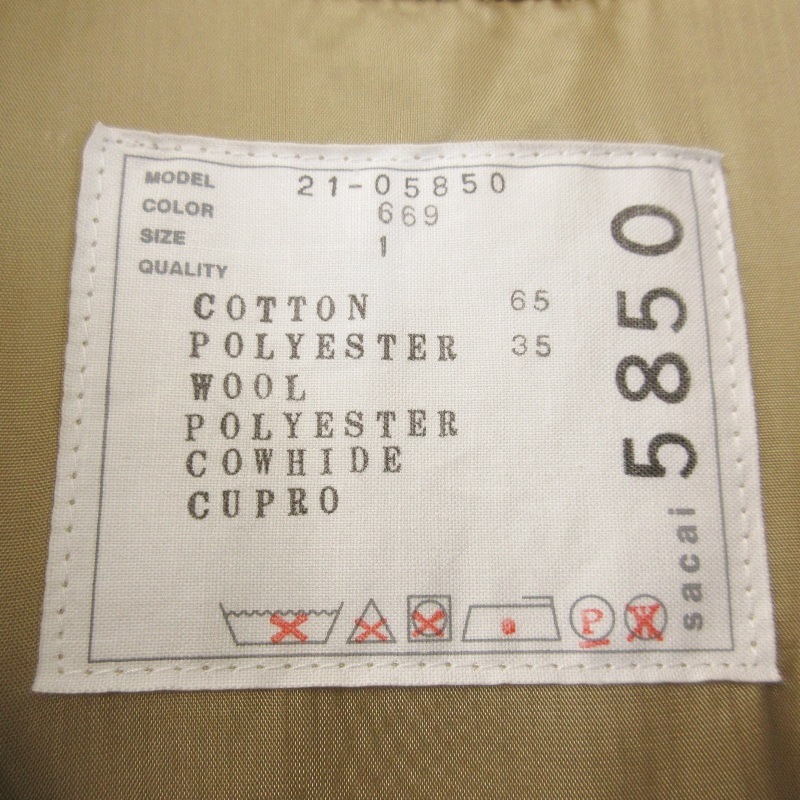 MODEL 21-05850
COLOR 669
SIZE 1
QUALITY
COTTON 65
POLYESTER 35
WOOL
POLYESTER
COWHIDE
CUPRO
P W
sacai 5850